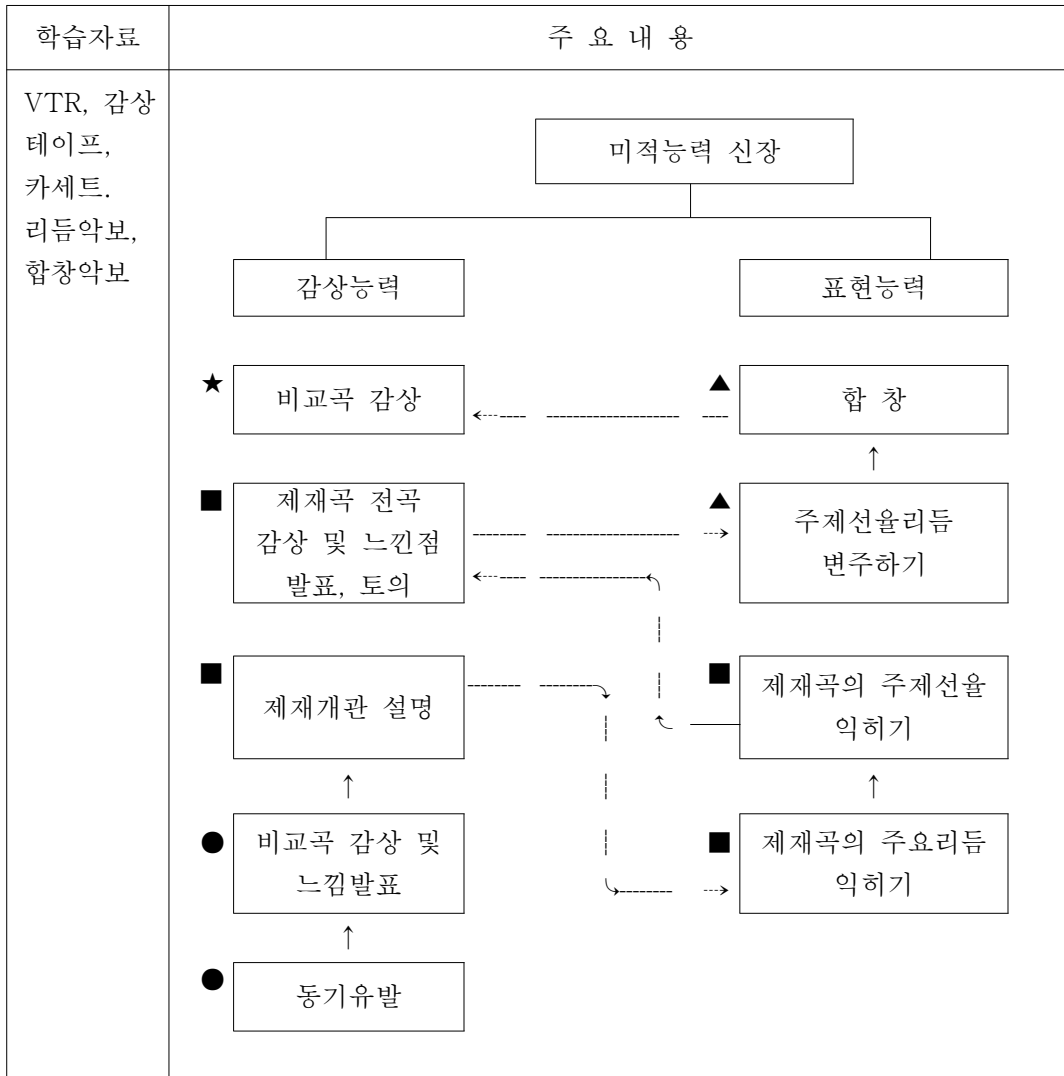 학습자료
주 요 내 용
VTR, 감상
테이프,
카세트.
리듬악보,
합창악보
미적능력 신장
감상능력
표현능력
★
비교곡 감상
▲
합 창
■
제재곡 전곡
감상 및 느낀점
발표, 토의
▲
주제선율리듬
변주하기
■
제재개관 설명
■
제재곡의 주제선율
익히기
●
비교곡 감상 및
느낌발표
■
제재곡의 주요리듬
익히기
●
동기유발